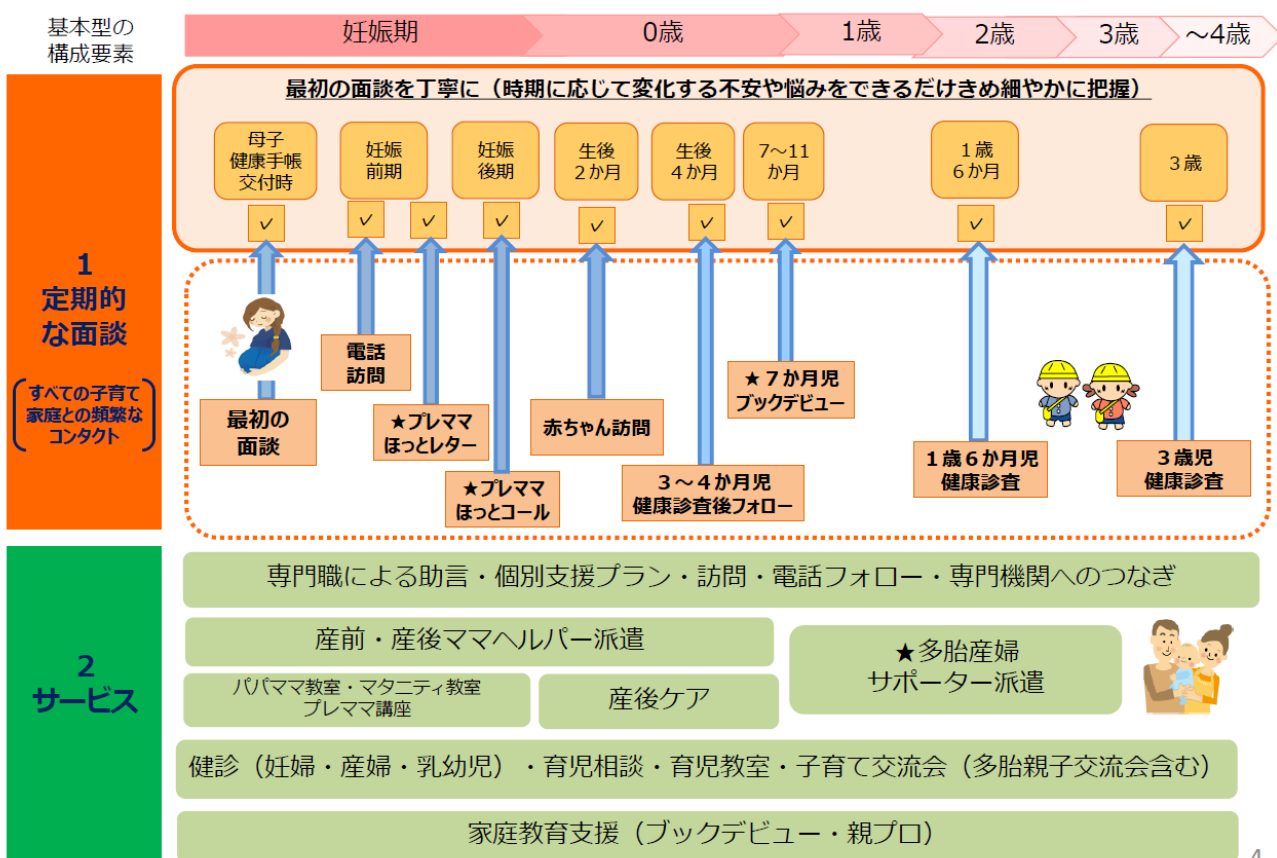 基本型の
構成要素
妊娠期
0歳
1歳
2歳
3歳
～4歳
1
定期的
な面談
すべての子育て
家庭との頻繁な
コンタクト
最初の面談を丁寧に（時期に応じて変化する不安や悩みをできるだけきめ細やかに把握）
母子
健康手帳
交付時
妊娠
前期
妊娠
後期
生後
2か月
生後
4か月
7～11
か月
1歳
6か月
3歳
✓
✓
✓
✓
✓
✓
✓
✓
✓
最初の
面談
電話
訪問
★プレママ
ほっとレター
★プレママ
ほっとコール
赤ちゃん訪問
３～４か月児
健康診査後フォロー
★７か月児
ブックデビュー
１歳６か月児
健康診査
３歳児
健康診査
2
サービス
専門職による助言・個別支援プラン・訪問・電話フォロー・専門機関へのつなぎ
産前・産後ママヘルパー派遣
★多胎産婦
サポーター派遣
パパママ教室・マタニティ教室
プレママ講座
産後ケア
健診（妊婦・産婦・乳幼児）・育児相談・育児教室・子育て交流会（多胎親子交流会含む）
家庭教育支援（ブックデビュー・親プロ）
4